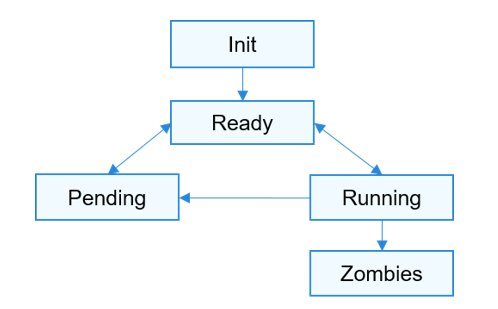 Init
Ready
Pending
Running
Zombies